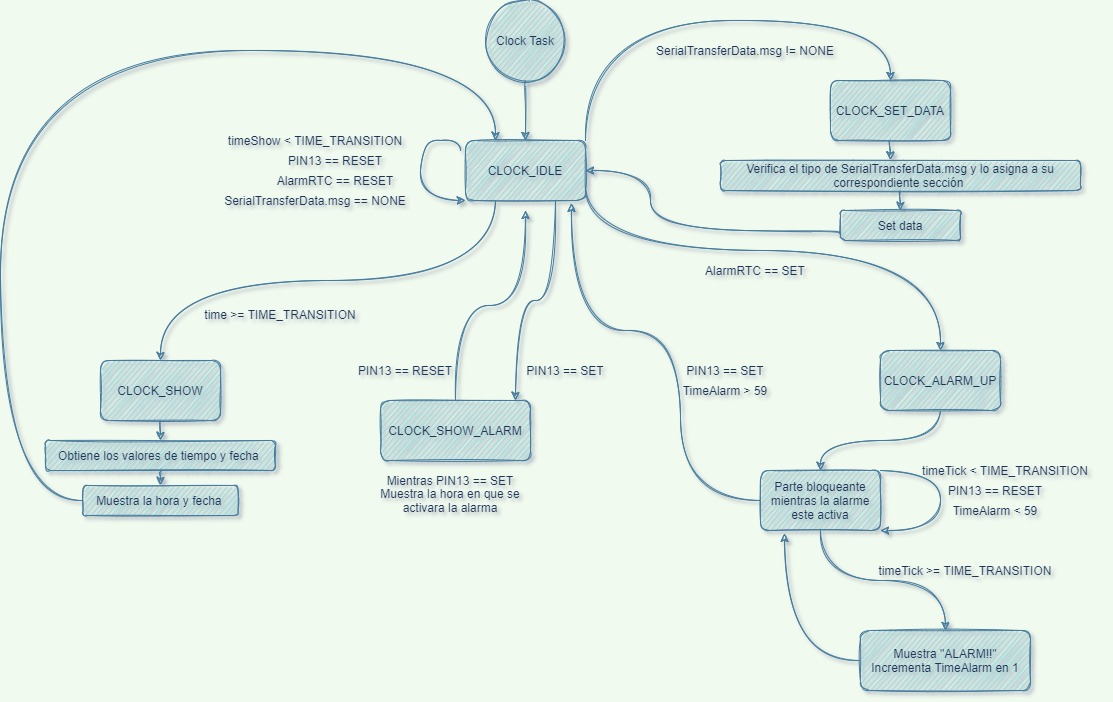 Clock Task
SerialTransferData.msg != NONE
CLOCK_SET_DATA
timeShow < TIME_TRANSITION
PIN13 == RESET
AlarmRTC == RESET
SerialTransferData.msg == NONE
CLOCK_IDLE
Verifica el tipo de SerialTransferData.msg y lo asigna a su
correspondiente sección
Set data
AlarmRTC == SET
time >= TIME_TRANSITION
CLOCK_SHOW
Obtiene los valores de tiempo y fecha
Muestra la hora y fecha
PIN13 == RESET
PIN13 == SET
CLOCK_SHOW_ALARM
Mientras PIN13 == SET
Muestra la hora en que se
activara la alarma
PIN13 == SET
TimeAlarm > 59
CLOCK_ALARM_UP
Parte bloqueante
mientras la alarme
este activa
timeTick < TIME_TRANSITION
PIN13 == RESET
TimeAlarm < 59
timeTick >= TIME_TRANSITION
Muestra "ALARM!!"
Incrementa TimeAlarm en 1